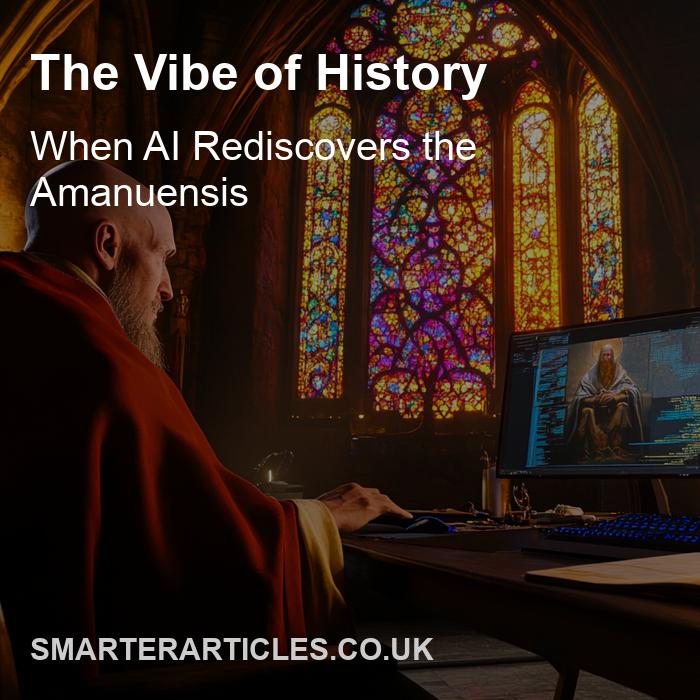 The Vibe of History
When AI Rediscovers the
Amanuensis
SMARTERARTICLES.CO.UK